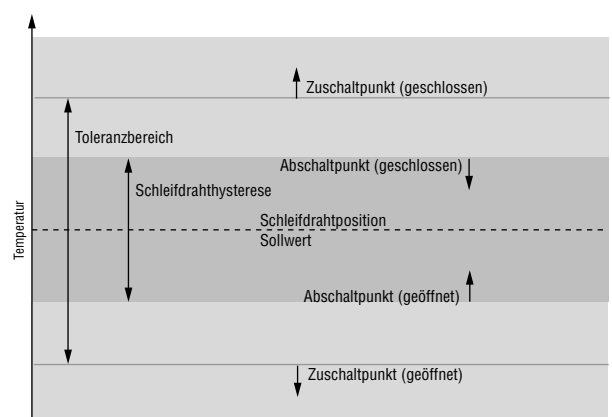 Zuschaltpunkt (geschlossen)
Toleranzbereich
Abschaltpunkt (geschlossen)
Schleifdrahthysterese
Schleifdrahtposition
Sollwert
Temperatur
Abschaltpunkt (geöffnet)
Zuschaltpunkt (geöffnet)